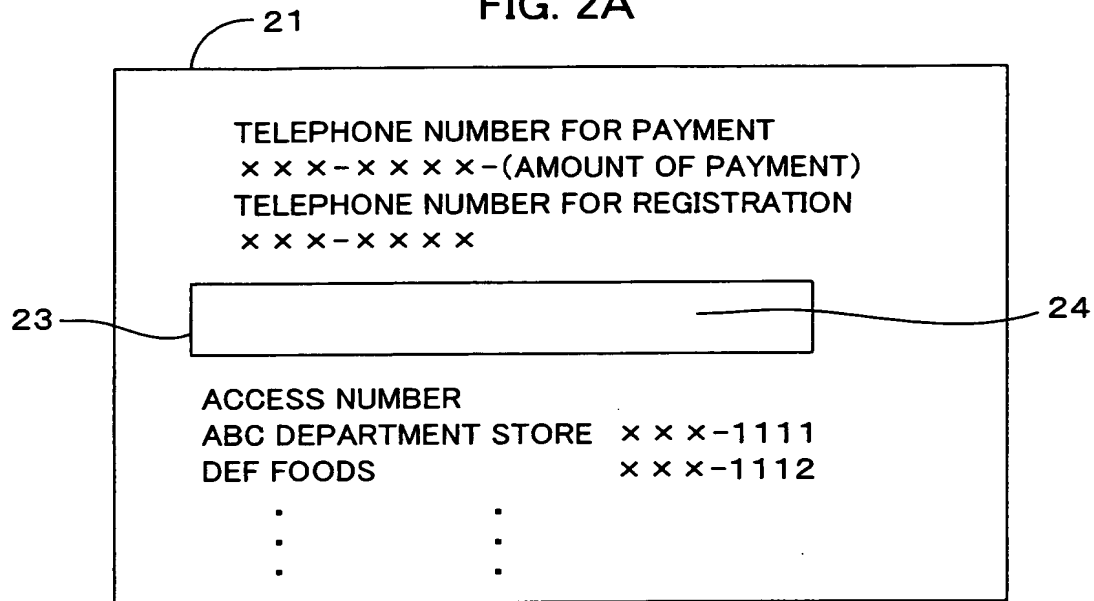 FIG. 2A
21
TELEPHONE NUMBER FOR PAYMENT
×××-××××-(AMOUNT OF PAYMENT)
TELEPHONE NUMBER FOR REGISTRATION
×××-××××
23
24
ACCESS NUMBER
ABC DEPARTMENT STORE ×××-1111
DEF FOODS ×××-1112